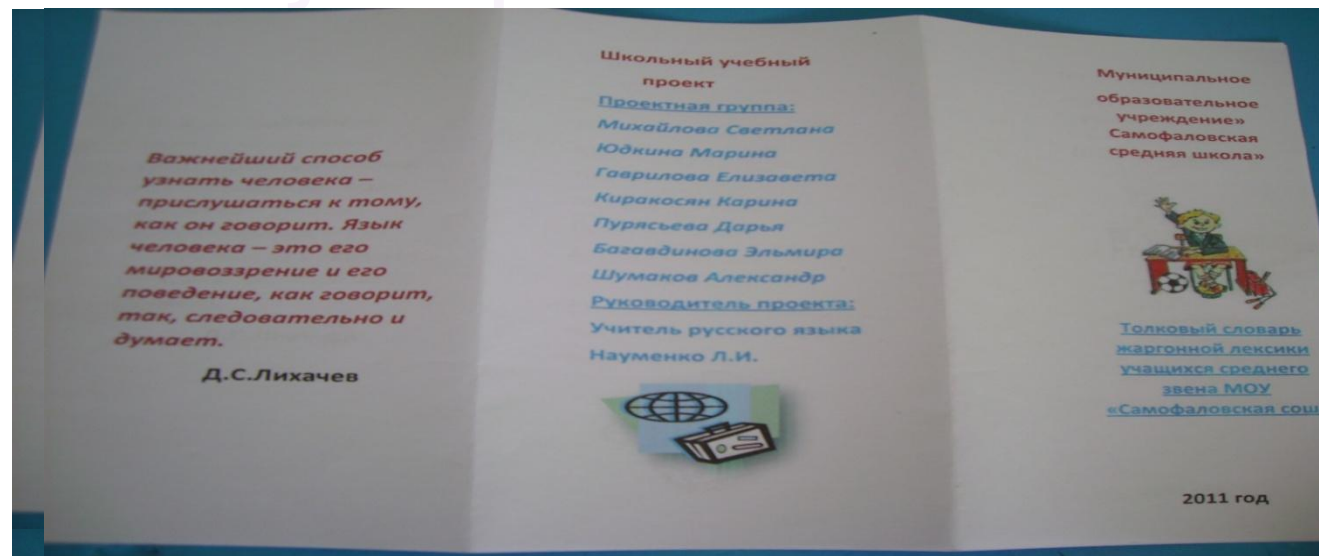 Важнейший способ
узнать человека –
прислушаться к тому,
как он говорит. Язык
человека – это его
мировоззрение и его
поведение, как говорит,
так, следовательно и
думает.
Д.С.Лихачев
Школьный учебный
проект
Проектная группа:
Михайлова Светлана
Юдкина Марина
Гаврилова Елизавета
Киракосян Карина
Пурясьева Дарья
Багавдинова Эльмира
Шумаков Александр
Руководитель проекта:
Учитель русского языка
Науменко Л.И.
Муниципальное
образовательное
учреждение»
Самофаловская
средняя школа»
Толковый словарь
жаргонной лексики
учащихся среднего
звена МОУ
«Самофаловская сош
2011 год